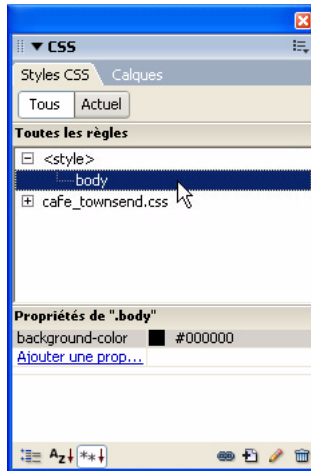 CSS
Styles CSS Calques
Tous Actuel
Toutes les règles
<style>
body
cafe_townsend.css
Propriétés de ".body"
background-color #000000
Ajouter une prop...
AZ